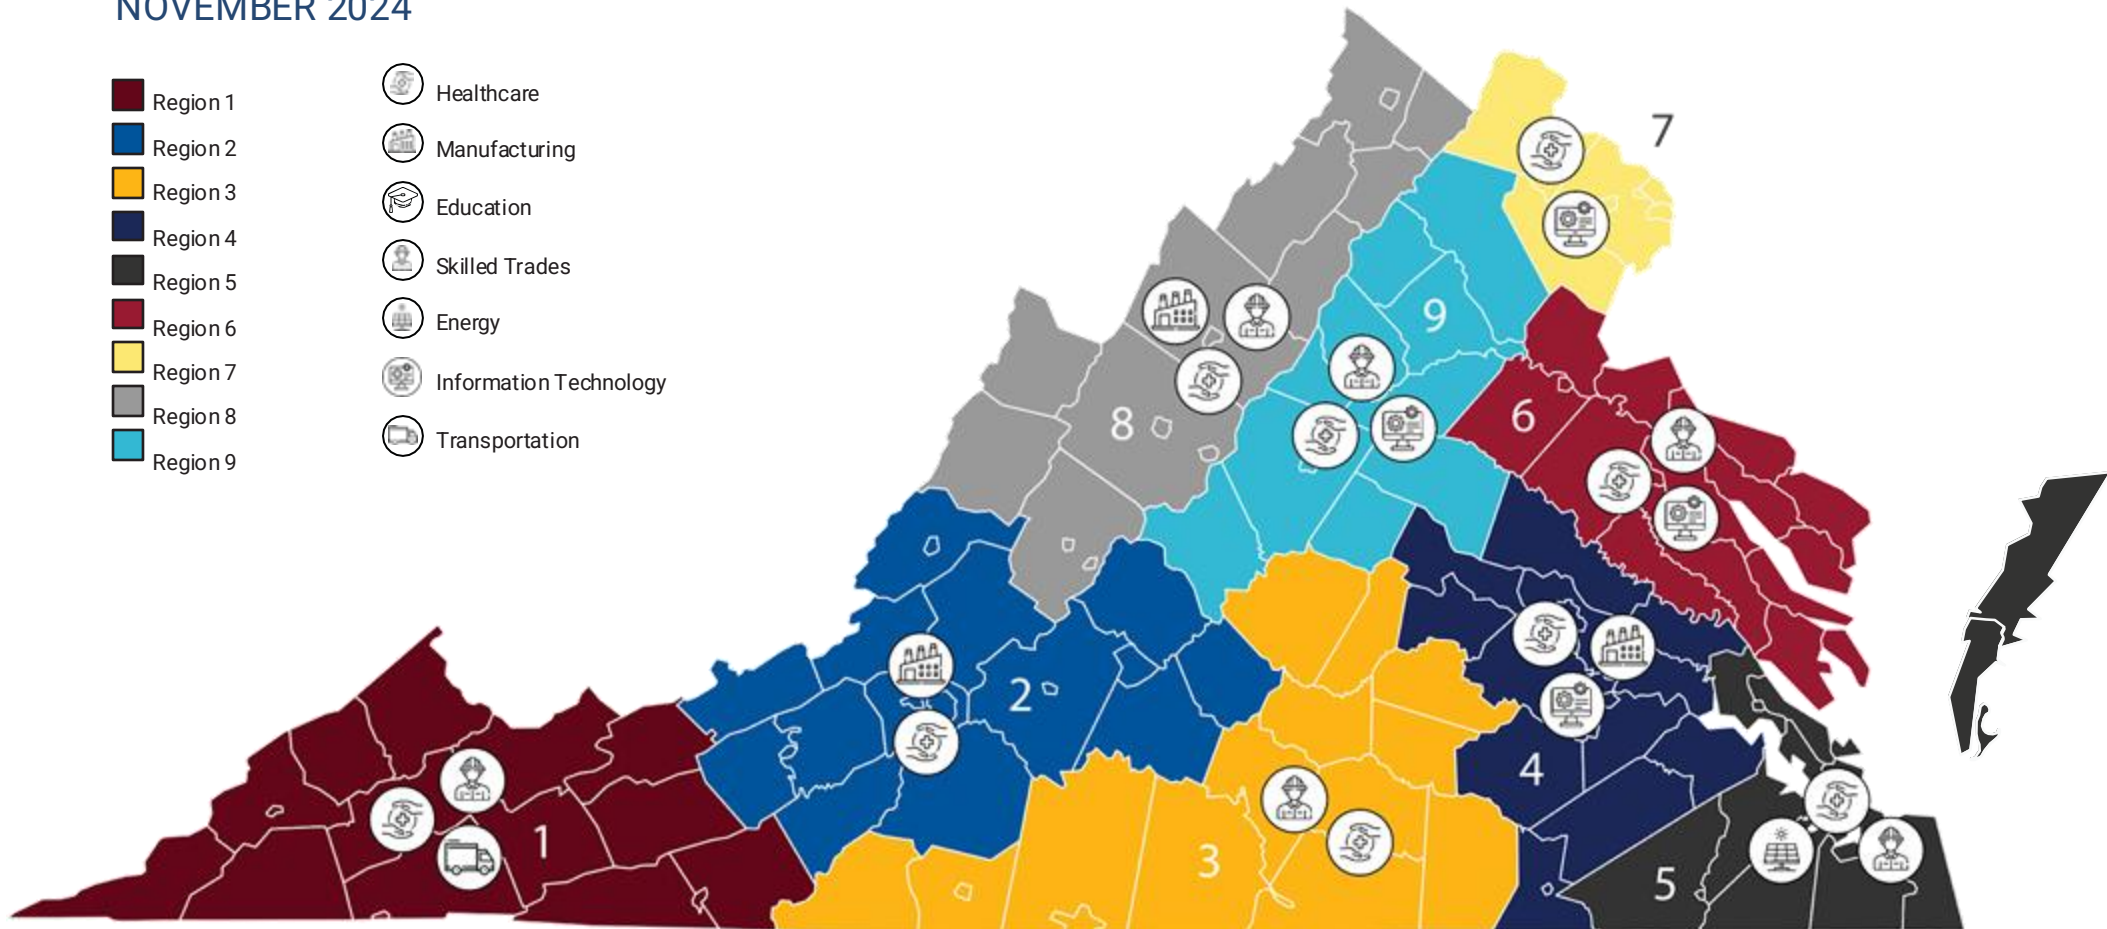 NOVEMBER 2024
Region 1
Region 2
Region 3
Region 4
Region 5
Region 6
Region 7
Region 8
Region 9
Healthcare
Manufacturing
Education
Skilled Trades
Energy
Information Technology
Transportation
7
9
8
6
2
4
1
3
5